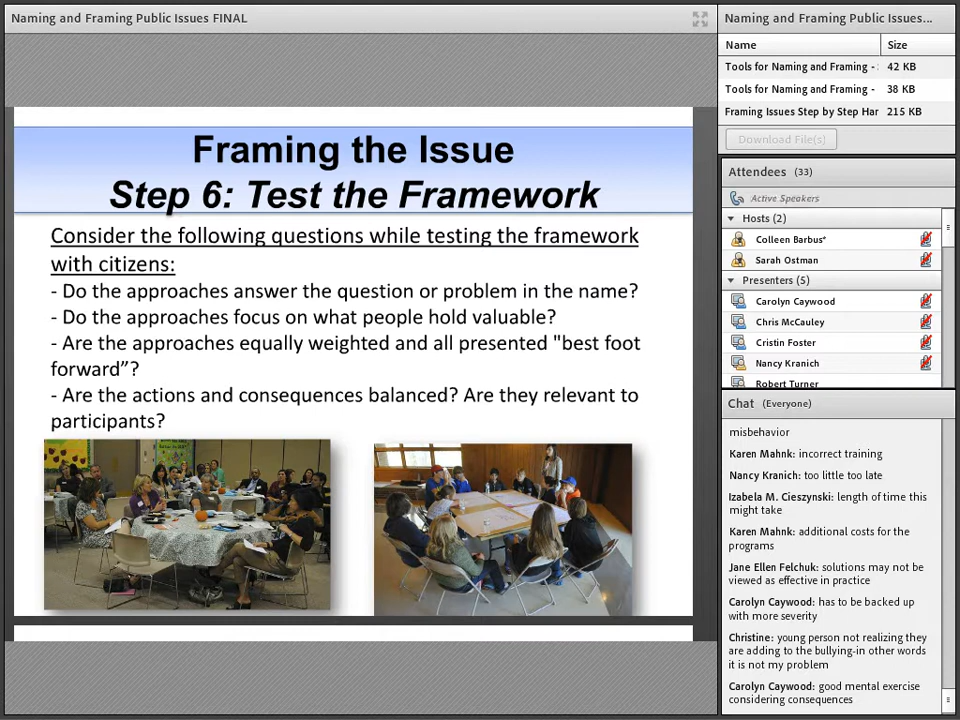 Naming and Framing Public Issues FINAL
Framing the Issue
Step 6: Test the Framework
Consider the following questions while testing the framework
with citizens:
- Do the approaches answer the question or problem in the name?
- Do the approaches focus on what people hold valuable?
- Are the approaches equally weighted and all presented "best foot
forward”?
- Are the actions and consequences balanced? Are they relevant to
participants?
Naming and Framing Public Issues...
Name Size
Tools for Naming and Framing - 42 KB
Tools for Naming and Framing - 38 KB
Framing Issues Step by Step Har 215 KB
Download File(s)
Attendees (33)
Active Speakers
Hosts (2)
Colleen Barbus*
Sarah Ostman
Presenters (5)
Carolyn Caywood
Chris McCauley
Cristin Foster
Nancy Kranich
Robert Turner
Chat (Everyone)
misbehavior
Karen Mahnk: incorrect training
Nancy Kranich: too little too late
Izabela M. Cieszynski: length of time this
might take
Karen Mahnk: additional costs for the
programs
Jane Ellen Felchuk: solutions may not be
viewed as effective in practice
Carolyn Caywood: has to be backed up
with more severity
Christine: young person not realizing they
are adding to the bullying-in other words
it is not my problem
Carolyn Caywood: good mental exercise
considering consequences